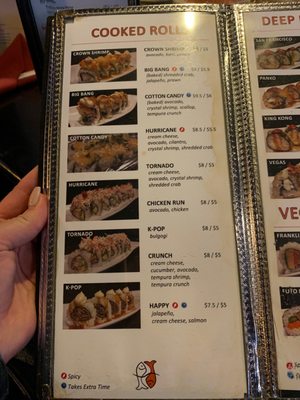 COOKED ROLLS
CROWN SHRIMP
CROWN SHRIMP $8 / $5
avocado, kani, prawn
BIG BANG
BIG BANG
(baked) shredded crab,
jalapeño, prawn
COTTON CANDY
COTTON CANDY $9.5 / $6
(baked) avocado,
crystal shrimp, scallop,
tempura crunch
HURRICANE
HURRICANE $8.5 / $5.5
cream cheese,
avocado, cilantro,
crystal shrimp, shredded crab
TORNADO
TORNADO $8 / $5
cream cheese,
avocado, crystal shrimp,
shredded crab
CHICKEN RUN $8 / $5
avocado, chicken
K-POP
K-POP $8 / $5
bulgogi
CRUNCH $8 / $5
cream cheese,
cucumber, avocado,
tempura shrimp,
tempura crunch
HAPPY $7.5 / $5
jalapeño,
cream cheese, salmon
Spicy
Takes Extra Time
DEEP
SAN FRANCISCO
PANKO
KING KONG
VEGAS
VE
FRANKL
FUTO